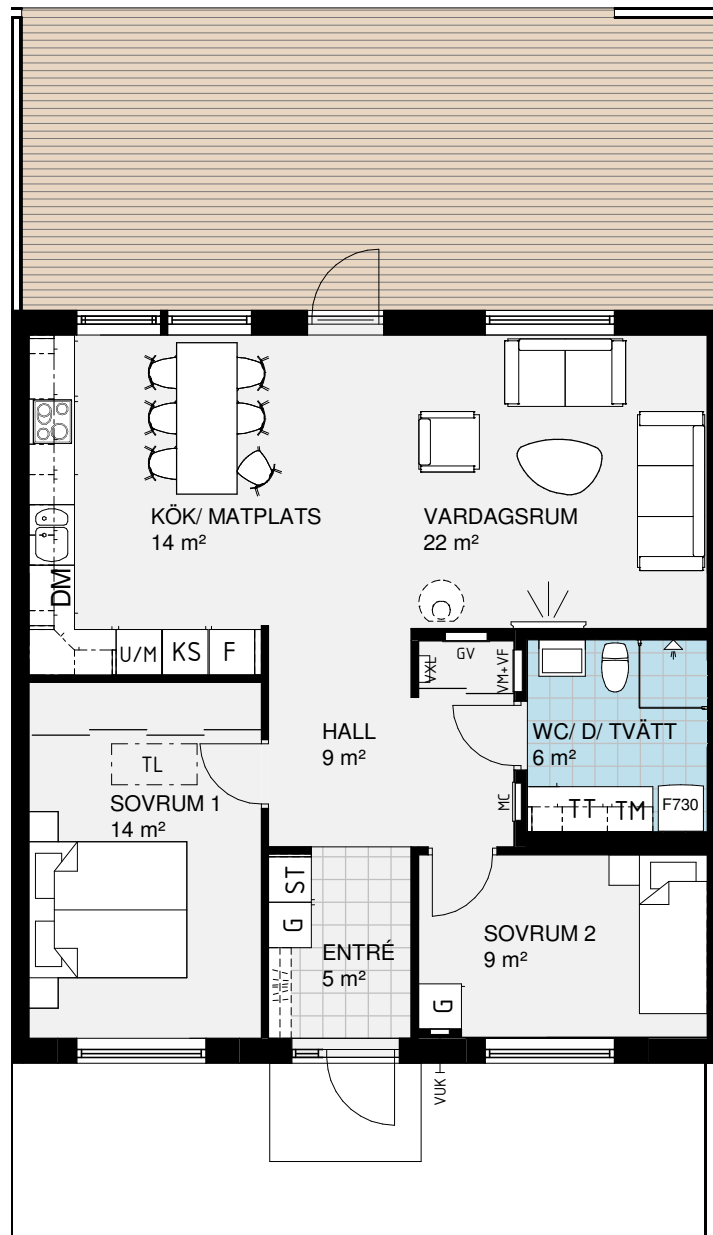 KÖK/ MATPLATS
14 m²
VARDAGSRUM
22 m²
DM
U/M
KS
F
VXL
GV
VM+VF
HALL
9 m²
WC/ D/ TVÄTT
6 m²
TL
SOVRUM 1
14 m²
MC
TT
TM
F730
ST
G
ENTRÉ
5 m²
SOVRUM 2
9 m²
G
VUK